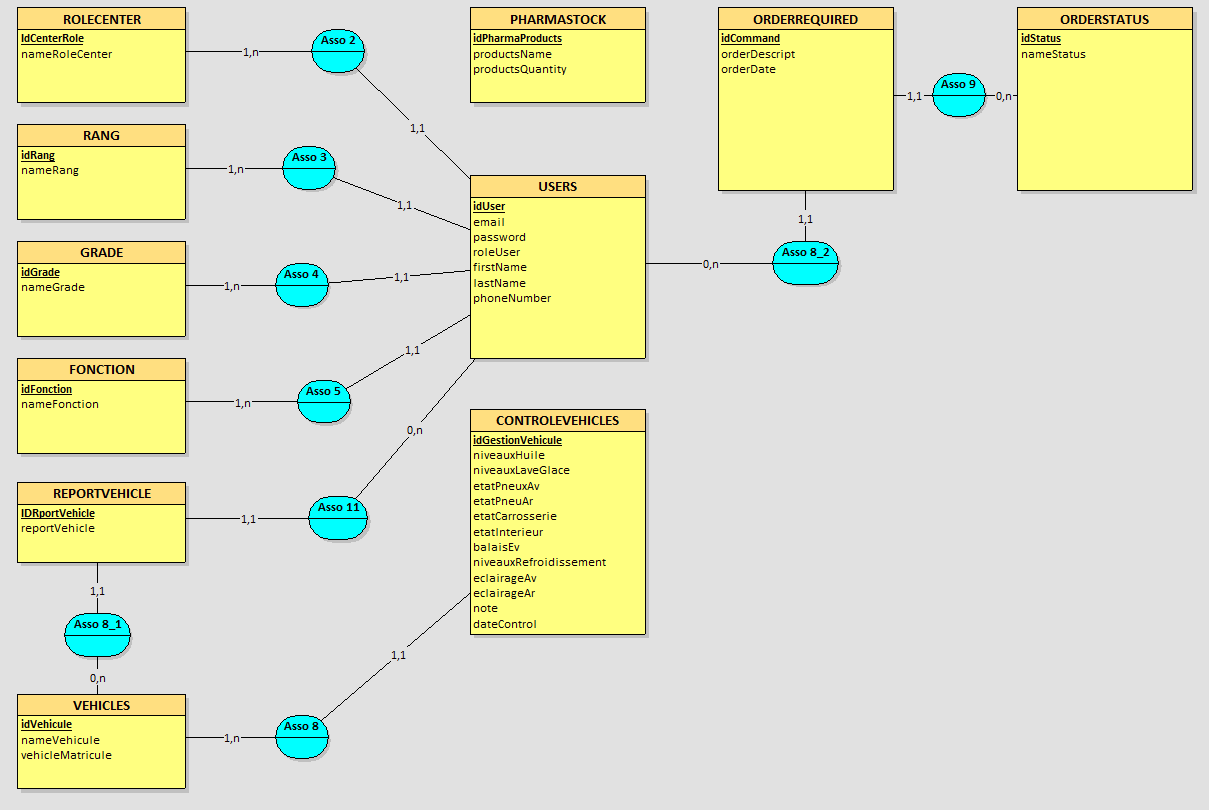 ROLECENTER
IdCenterRole
nameRoleCenter
1,n
Asso 2
1,1
PHARMASTOCK
idPharmaProducts
productsName
productsQuantity
ORDERREQUIRED
idCommand
orderDescript
orderDate
1,1
Asso 9
0,n
ORDERSTATUS
idStatus
nameStatus
RANG
idRang
nameRang
1,n
Asso 3
1,1
USERS
idUser
email
password
roleUser
firstName
lastName
phoneNumber
0,n
Asso 8_2
1,1
GRADE
idGrade
nameGrade
1,n
Asso 4
1,1
FONCTION
idFonction
nameFonction
1,n
Asso 5
1,1
REPORTVEHICLE
IDRportVehicle
reportVehicle
1,1
Asso 11
0,n
CONTROLEVEHICLES
idGestionVehicule
niveauxHuile
niveauxLaveGlace
etatPneuxAv
etatPneuAr
etatCarrosserie
etatInterieur
balaisEv
niveauxRefroidissement
eclairageAv
eclairageAr
note
dateControl
1,1
Asso 8_1
0,n
VEHICLES
idVehicule
nameVehicule
vehicleMatricule
1,n
Asso 8
1,1